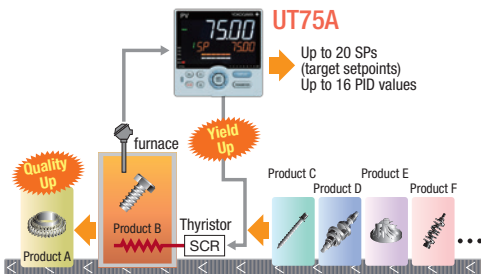 UT75A
PV
YOKOGAWA
75.00
SP 75.00
Up to 20 SPs
(target setpoints)
Up to 16 PID values
Yield
Up
furnace
Quality
Up
Product A
Product B
Thyristor
SCR
Product C
Product D
Product E
Product F
...